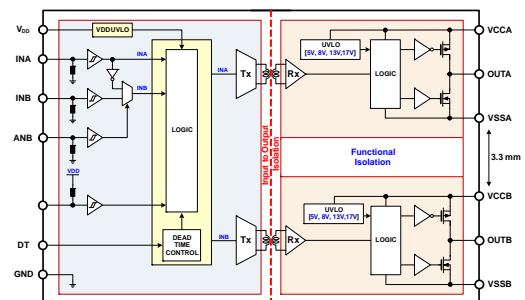 VDD
VDDUVLO
INA
INA
INB
INB
ANB
VDD
DT
GND
LOGIC
DEAD
TIME
CONTROL
INA
Tx
INB
Tx
Input to Output
Isolation
Rx
UVLO
[5V, 8V, 13V,17V]
LOGIC
VCCA
OUTA
VSSA
Functional
Isolation
3.3 mm
Rx
UVLO
[5V, 8V, 13V,17V]
LOGIC
VCCB
OUTB
VSSB